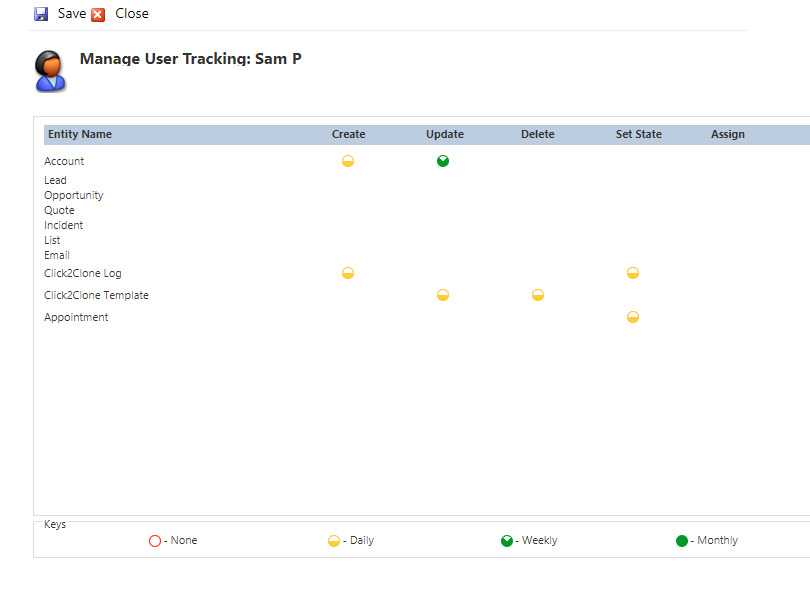 Save Close
Manage User Tracking: Sam P
Entity Name Create Update Delete Set State Assign
Account
Lead
Opportunity
Quote
Incident
List
Email
Click2Clone Log
Click2Clone Template
Appointment
Keys
- None - Daily - Weekly - Monthly